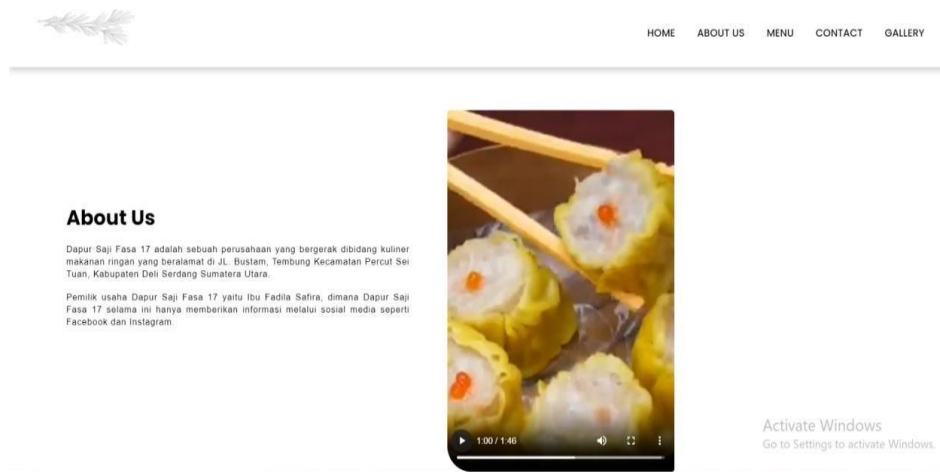 HOME ABOUT US MENU CONTACT GALLERY
About Us
Dapur Saji Fasa 17 adalah sebuah perusahaan yang bergerak dibidang kuliner
makanan ringan yang beralamat di JL. Bustam, Tembung Kecamatan Percut Sei
Tuan, Kabupaten Deli Serdang Sumatera Utara.
Pemilik usaha Dapur Saji Fasa 17 yaitu Ibu Fadila Safira, dimana Dapur Saji
Fasa 17 selama ini hanya memberikan informasi melalui sosial media seperti
Facebook dan Instagram.
1:00 / 1:46
Activate Windows
Go to Settings to activate Windows.